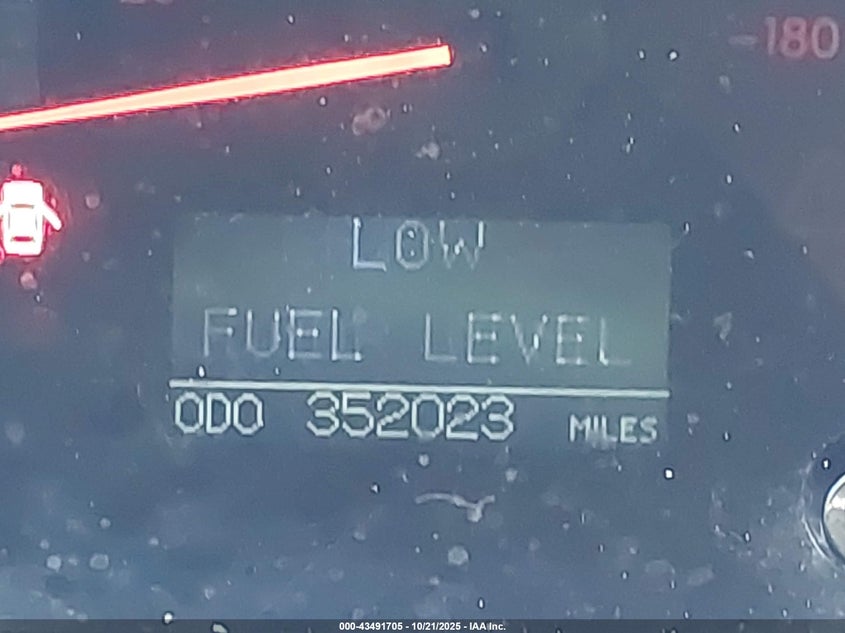 -180
LOW
FUEL LEVEL
ODO 352023 MILES
000-43491705 - 10/21/2025 - IAA Inc.